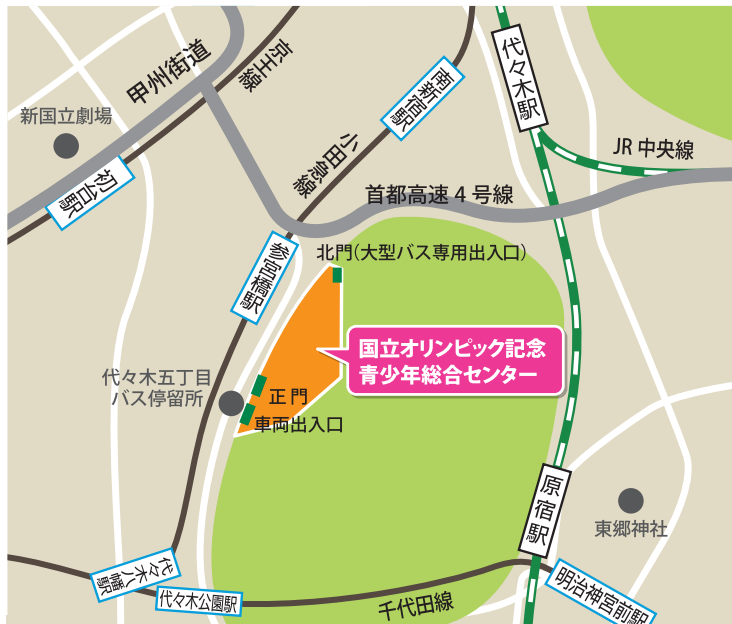 甲州街道
京王線
新国立劇場
初台駅
小田急線
南新宿駅
代々木駅
JR中央線
首都高速4号線
参宮橋駅
北門(大型バス専用出入口)
国立オリンピック記念
青少年総合センター
代々木五丁目
バス停留所
正門
車両出入口
原宿駅
東郷神社
代々木八幡駅
代々木公園駅
千代田線
明治神宮前駅